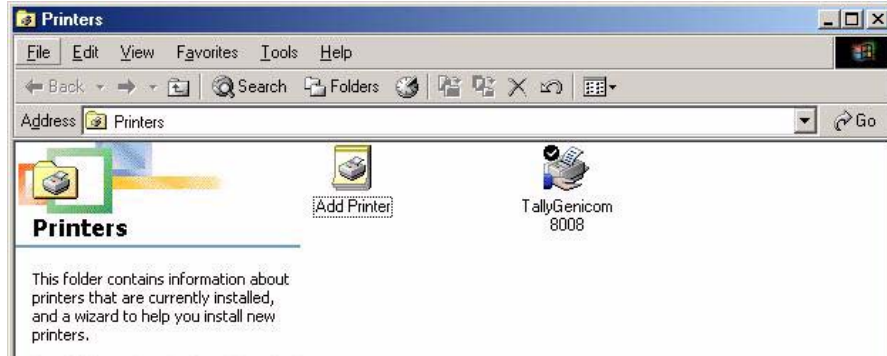 Printers
File Edit View Favorites Tools Help
Back Search Folders
Address Printers Go
Add Printer
TallyGenicom
8008
Printers
This folder contains information about
printers that are currently installed,
and a wizard to help you install new
printers.